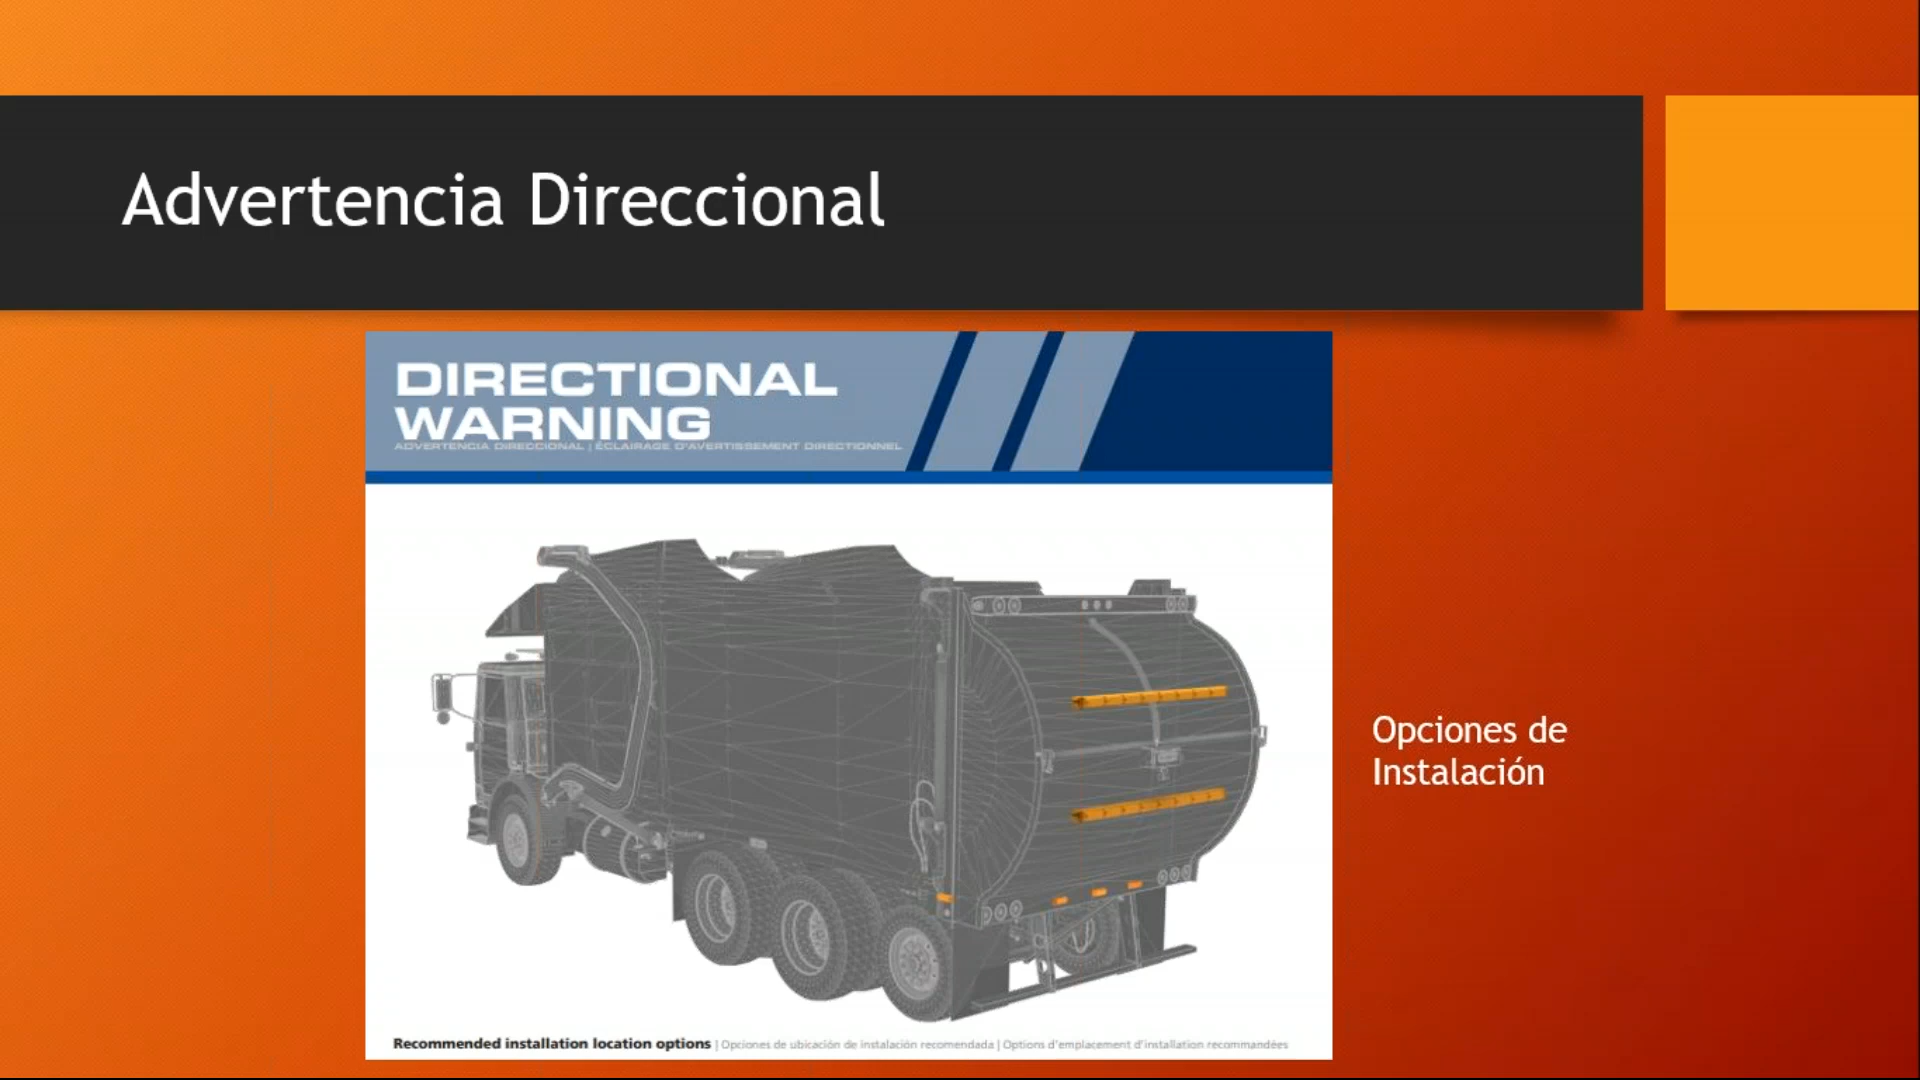 Advertencia Direccional
DIRECTIONAL
WARNING
ADVERTENCIA DIRECCIONAL | ÉCLAIRAGE D'AVERTISSEMENT DIRECTIONNEL
Opciones de
Instalación
Recommended installation location options | Opciones de ubicación de instalación recomendada | Options d'emplacement d'installation recommandées